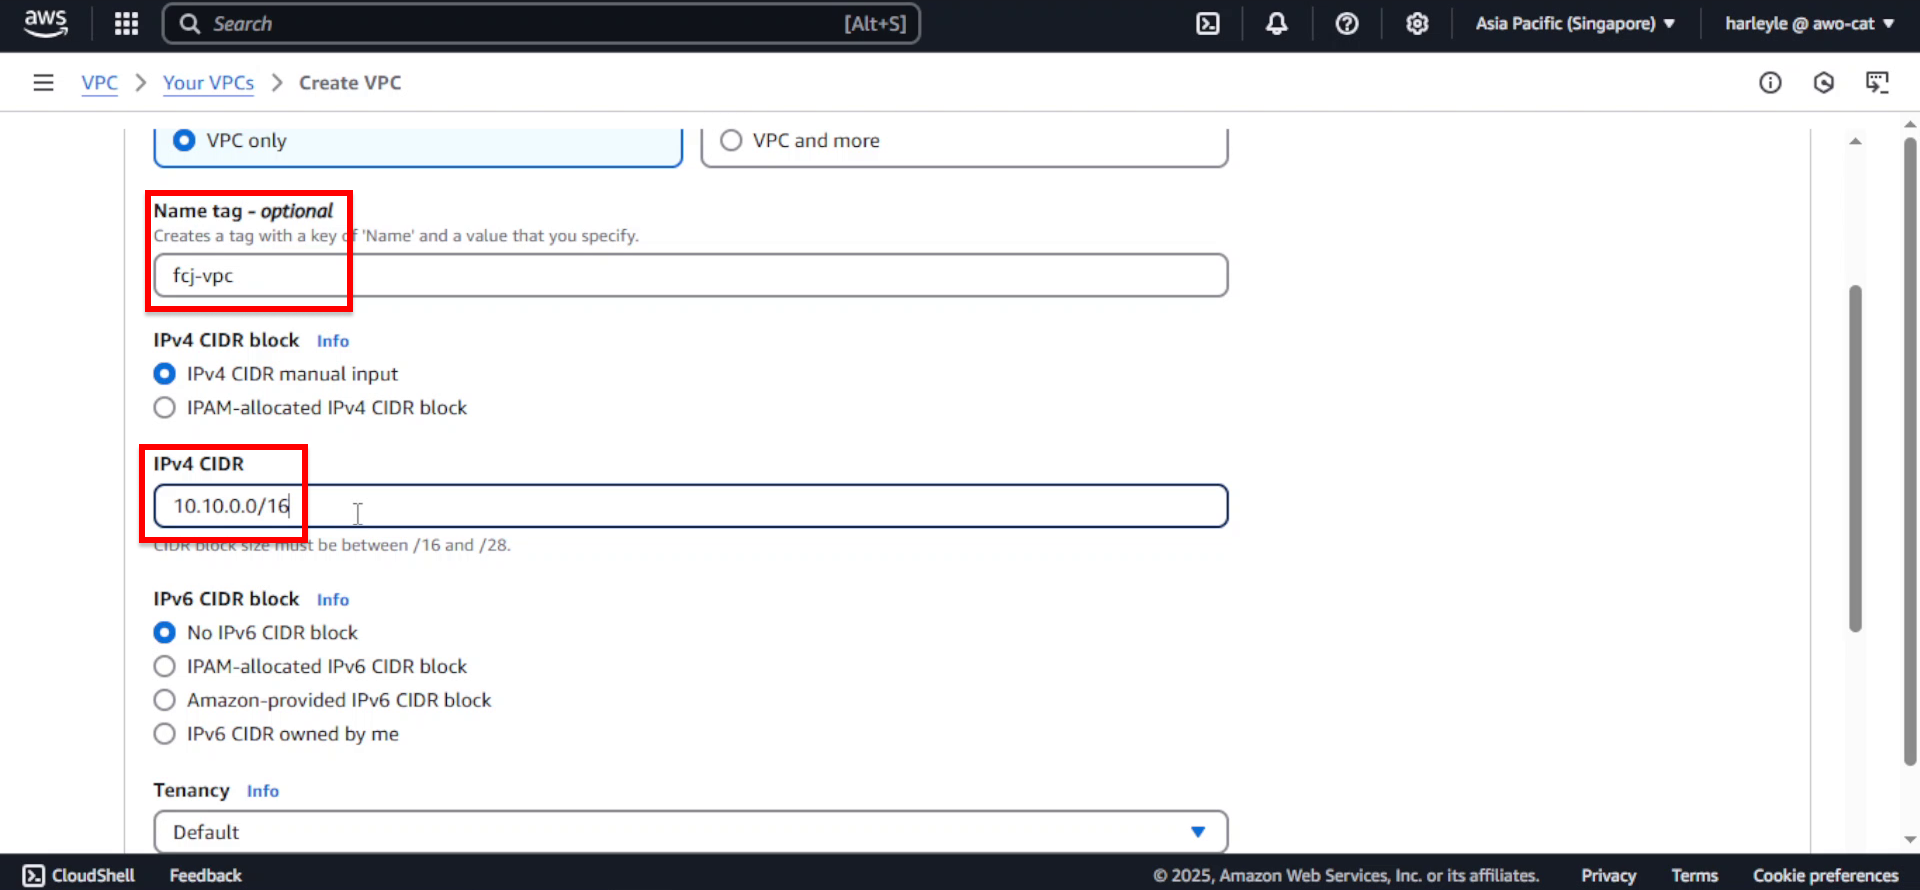 aws Search [Alt+S] Asia Pacific (Singapore) harleyle @ awo-cat
VPC Your VPCs Create VPC
VPC only VPC and more
Name tag - optional
Creates a tag with a key of 'Name' and a value that you specify.
fcj-vpc
IPv4 CIDR block Info
IPv4 CIDR manual input
IPAM-allocated IPv4 CIDR block
IPv4 CIDR
10.10.0.0/16
CIDR block size must be between /16 and /28.
IPv6 CIDR block Info
No IPv6 CIDR block
IPAM-allocated IPv6 CIDR block
Amazon-provided IPv6 CIDR block
IPv6 CIDR owned by me
Tenancy Info
Default
CloudShell Feedback © 2025, Amazon Web Services, Inc. or its affiliates. Privacy Terms Cookie preferences